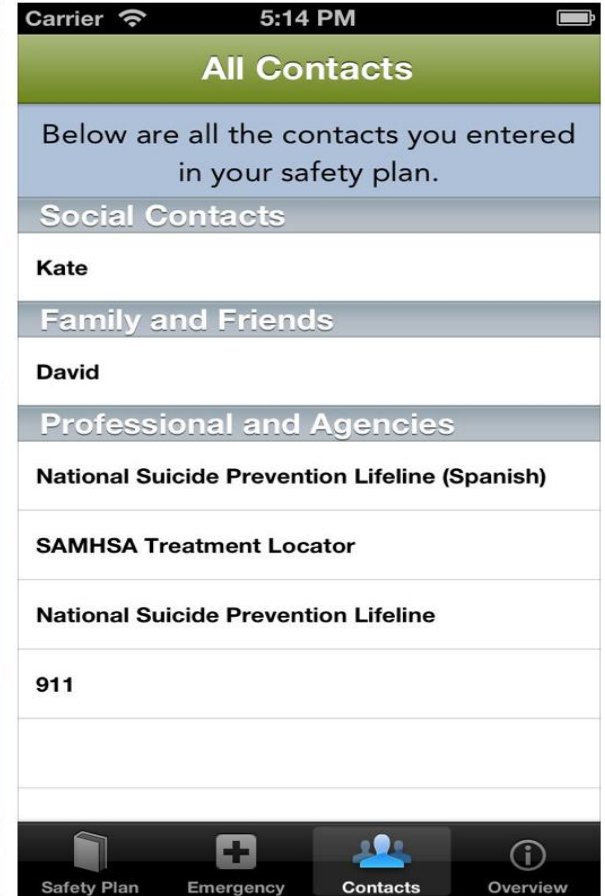 Carrier 5:14 PM
All Contacts
Below are all the contacts you entered
in your safety plan.
Social Contacts
Kate
Family and Friends
David
Professional and Agencies
National Suicide Prevention Lifeline (Spanish)
SAMHSA Treatment Locator
National Suicide Prevention Lifeline
911
Safety Plan Emergency Contacts Overview